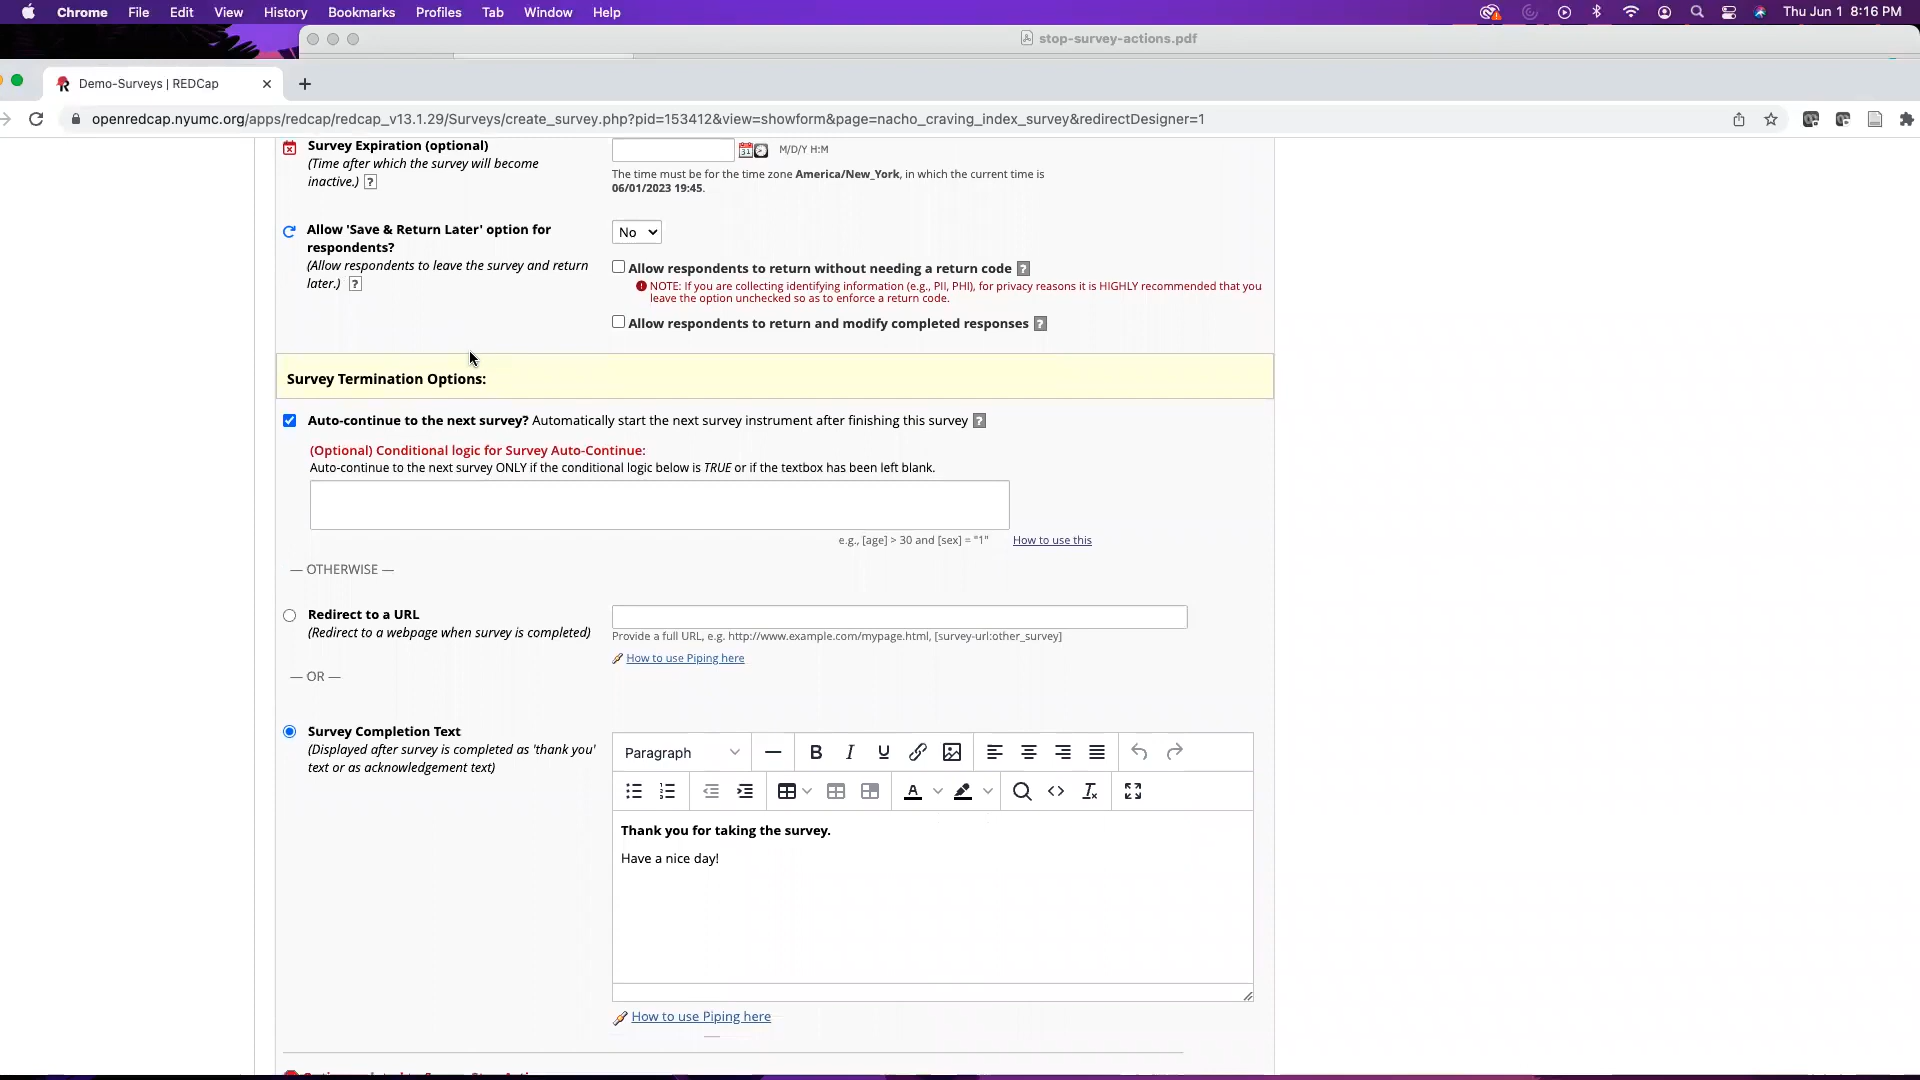 Chrome File Edit View History Bookmarks Profiles Tab Window Help Thu Jun 1 8:16 PM
stop-survey-actions.pdf
Demo-Surveys | REDCap
openredcap.nyumc.org/apps/redcap/redcap_v13.1.29/Surveys/create_survey.php?pid=153412&view=showform&page=nacho_craving_index_survey&redirectDesigner=1
Survey Expiration (optional)
(Time after which the survey will become
inactive.) ?
31 M/D/Y H:M
The time must be for the time zone America/New_York, in which the current time is
06/01/2023 19:45.
Allow 'Save & Return Later' option for
respondents?
(Allow respondents to leave the survey and return
later.) ?
No
Allow respondents to return without needing a return code ?
NOTE: If you are collecting identifying information (e.g., PII, PHI), for privacy reasons it is HIGHLY recommended that you
leave the option unchecked so as to enforce a return code.
Allow respondents to return and modify completed responses ?
Survey Termination Options:
Auto-continue to the next survey? Automatically start the next survey instrument after finishing this survey ?
(Optional) Conditional logic for Survey Auto-Continue:
Auto-continue to the next survey ONLY if the conditional logic below is TRUE or if the textbox has been left blank.
e.g., [age] > 30 and [sex] = "1" How to use this
— OTHERWISE —
Redirect to a URL
(Redirect to a webpage when survey is completed)
Provide a full URL, e.g. http://www.example.com/mypage.html, [survey-url:other_survey]
How to use Piping here
— OR —
Survey Completion Text
(Displayed after survey is completed as 'thank you'
text or as acknowledgement text)
Paragraph
Thank you for taking the survey.
Have a nice day!
How to use Piping here